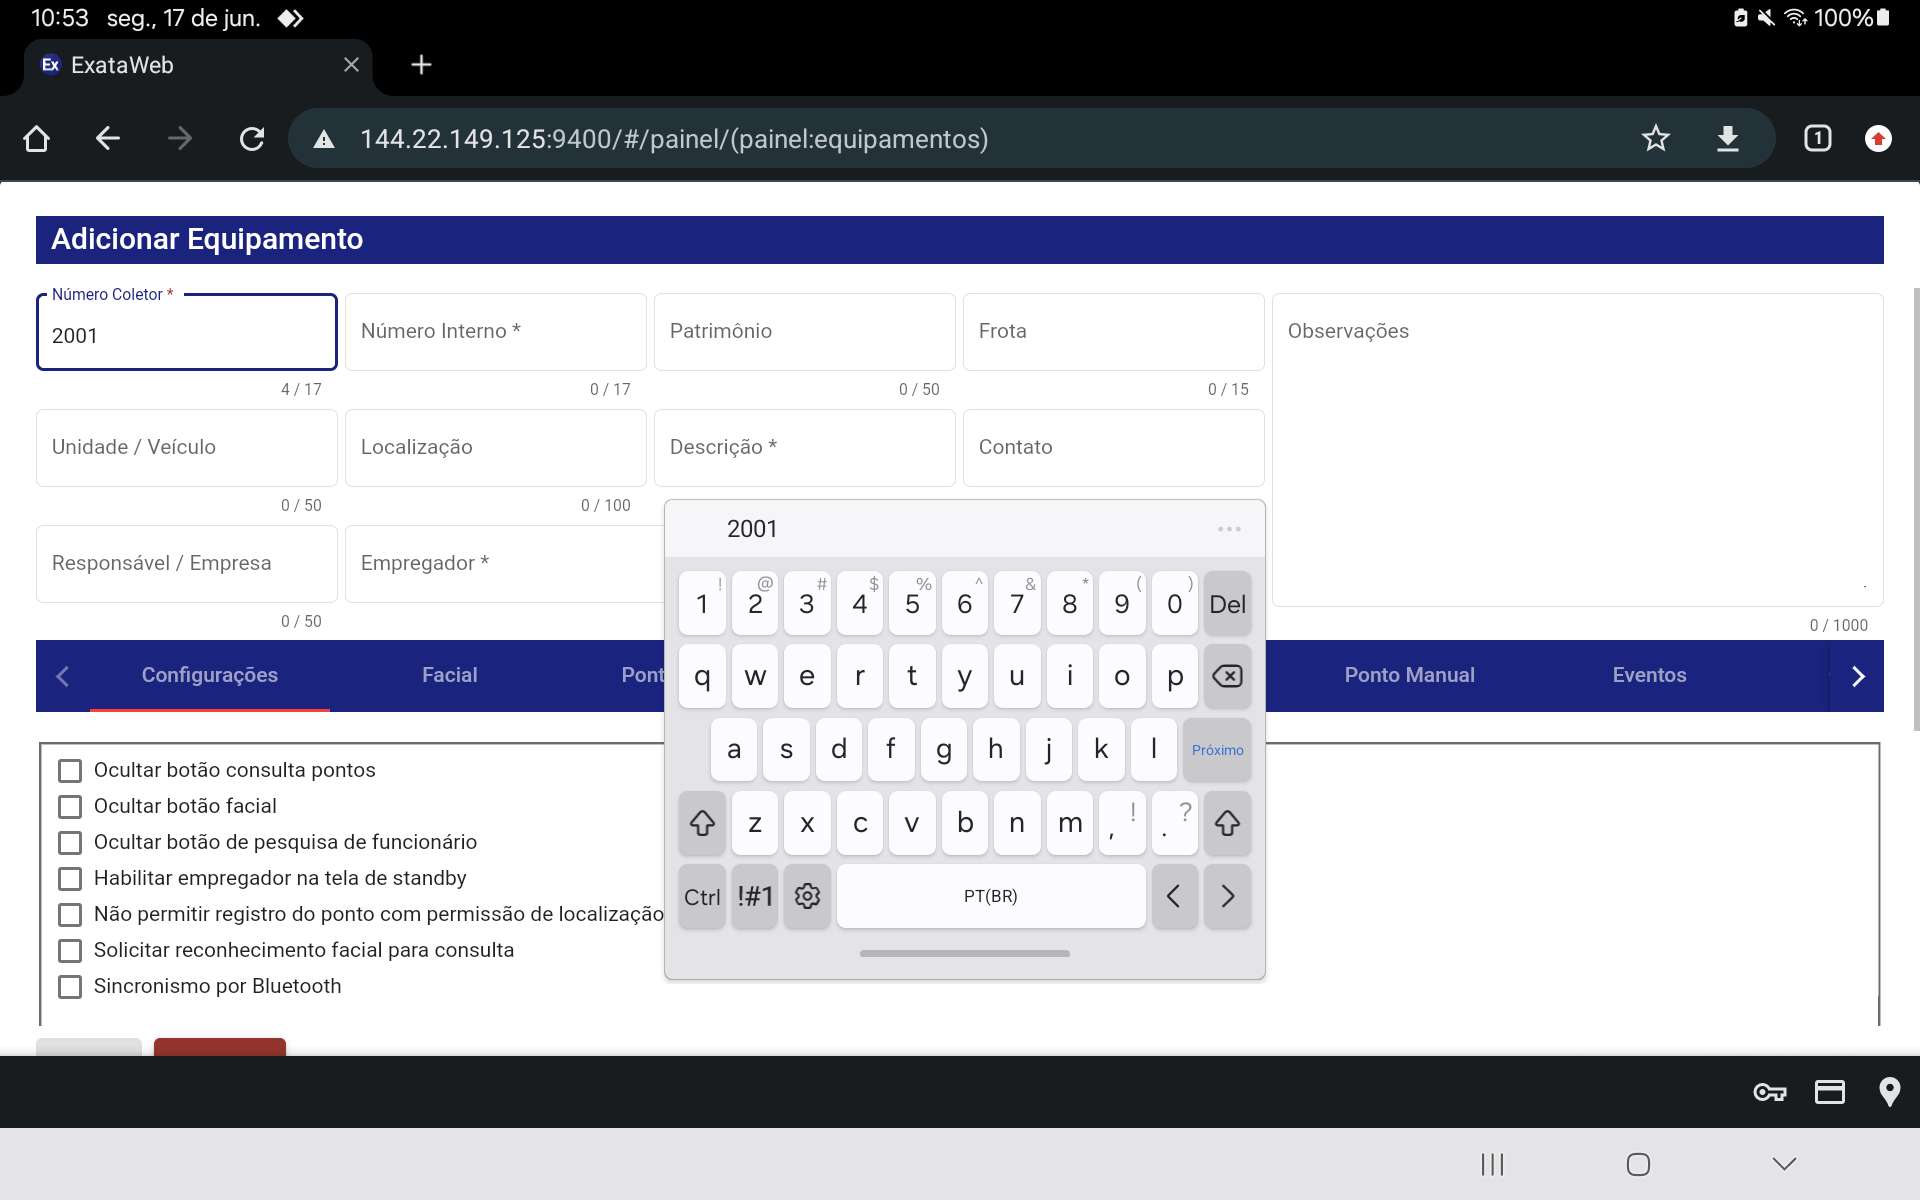 10:53 seg., 17 de jun. 100%
Ex ExataWeb
144.22.149.125:9400/#/painel/(painel:equipamentos) 1
Adicionar Equipamento
Número Coletor *
2001
4 / 17
Número Interno *
0 / 17
Patrimônio
0 / 50
Frota
0 / 15
Observações
0 / 1000
Unidade / Veículo
0 / 50
Localização
0 / 100
Descrição *
Contato
Responsável / Empresa
0 / 50
Empregador *
Configurações Facial Pont Ponto Manual Eventos
Ocultar botão consulta pontos
Ocultar botão facial
Ocultar botão de pesquisa de funcionário
Habilitar empregador na tela de standby
Não permitir registro do ponto com permissão de localização
Solicitar reconhecimento facial para consulta
Sincronismo por Bluetooth
2001
! @ # $ % ^ & * ( )
1 2 3 4 5 6 7 8 9 0 Del
q w e r t y u i o p
a s d f g h j k l Próximo
z x c v b n m , ! . ?
Ctrl !#1 PT(BR) < >